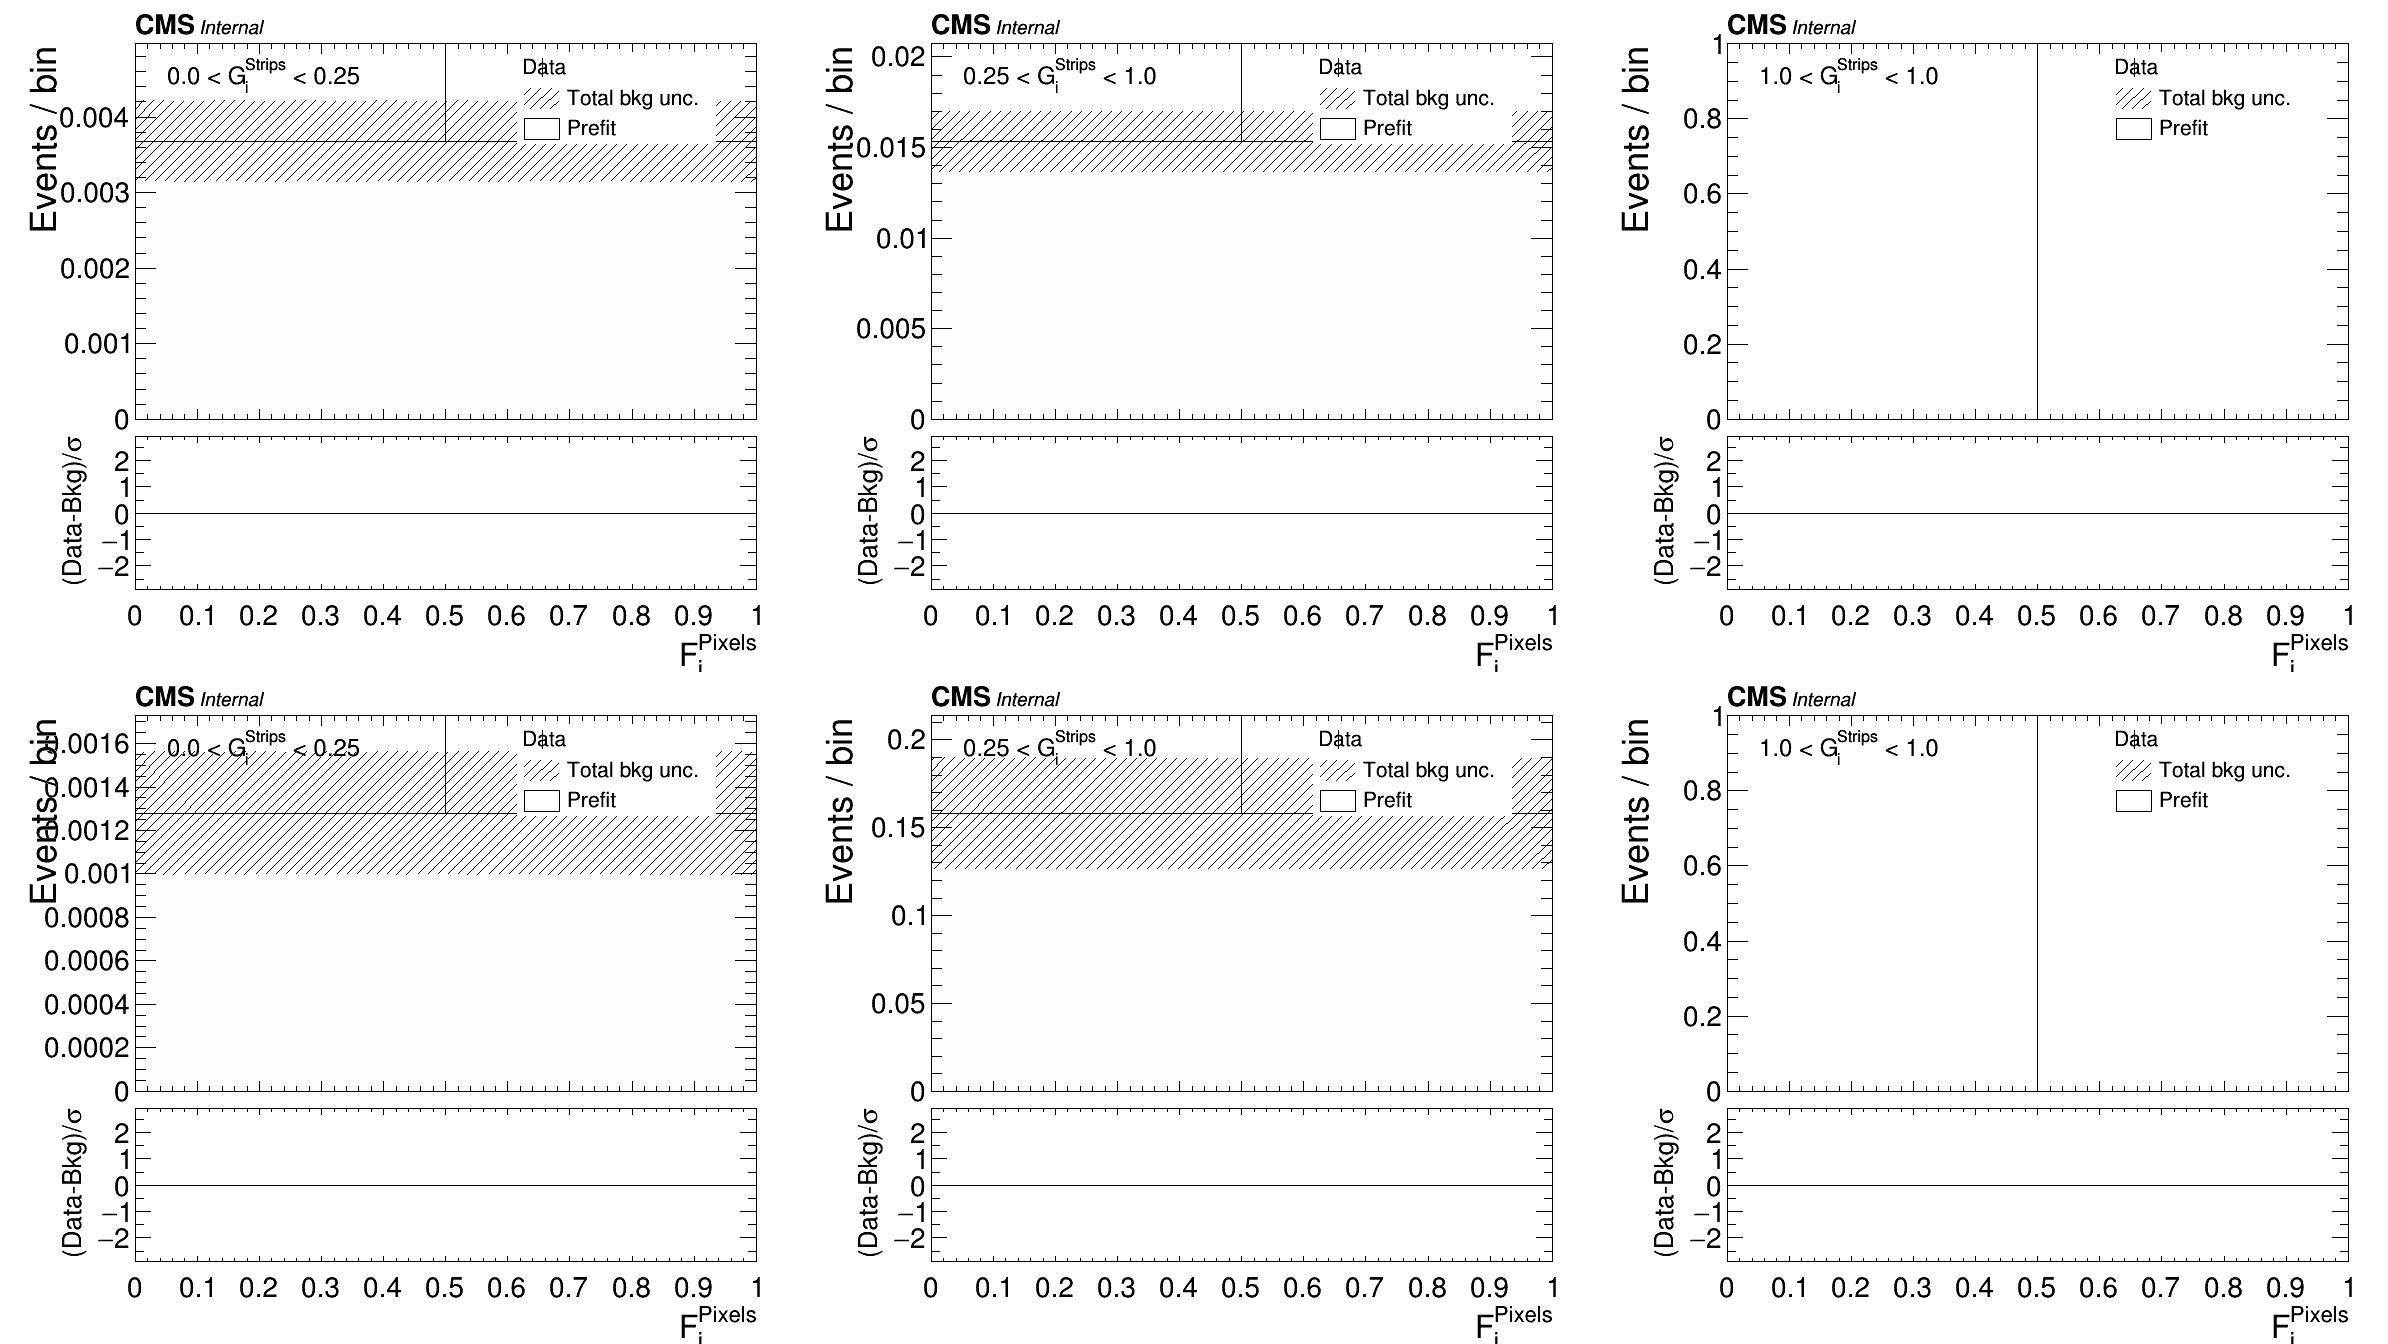 CMS Internal
Events / bin
0.0 < G_i^Strips < 0.25
Data
Total bkg unc.
Prefit
0.004
0.003
0.002
0.001
0
(Data-Bkg)/σ
2
1
0
−1
−2
0 0.1 0.2 0.3 0.4 0.5 0.6 0.7 0.8 0.9 1
F_i^Pixels
CMS Internal
Events / bin
0.25 < G_i^Strips < 1.0
Data
Total bkg unc.
Prefit
0.02
0.015
0.01
0.005
0
(Data-Bkg)/σ
2
1
0
−1
−2
0 0.1 0.2 0.3 0.4 0.5 0.6 0.7 0.8 0.9 1
F_i^Pixels
CMS Internal
Events / bin
1.0 < G_i^Strips < 1.0
Data
Total bkg unc.
Prefit
1
0.8
0.6
0.4
0.2
0
(Data-Bkg)/σ
2
1
0
−1
−2
0 0.1 0.2 0.3 0.4 0.5 0.6 0.7 0.8 0.9 1
F_i^Pixels
CMS Internal
Events / bin
0.0 < G_i^Strips < 0.25
Data
Total bkg unc.
Prefit
0.0016
0.0014
0.0012
0.001
0.0008
0.0006
0.0004
0.0002
0
(Data-Bkg)/σ
2
1
0
−1
−2
0 0.1 0.2 0.3 0.4 0.5 0.6 0.7 0.8 0.9 1
F_i^Pixels
CMS Internal
Events / bin
0.25 < G_i^Strips < 1.0
Data
Total bkg unc.
Prefit
0.2
0.15
0.1
0.05
0
(Data-Bkg)/σ
2
1
0
−1
−2
0 0.1 0.2 0.3 0.4 0.5 0.6 0.7 0.8 0.9 1
F_i^Pixels
CMS Internal
Events / bin
1.0 < G_i^Strips < 1.0
Data
Total bkg unc.
Prefit
1
0.8
0.6
0.4
0.2
0
(Data-Bkg)/σ
2
1
0
−1
−2
0 0.1 0.2 0.3 0.4 0.5 0.6 0.7 0.8 0.9 1
F_i^Pixels